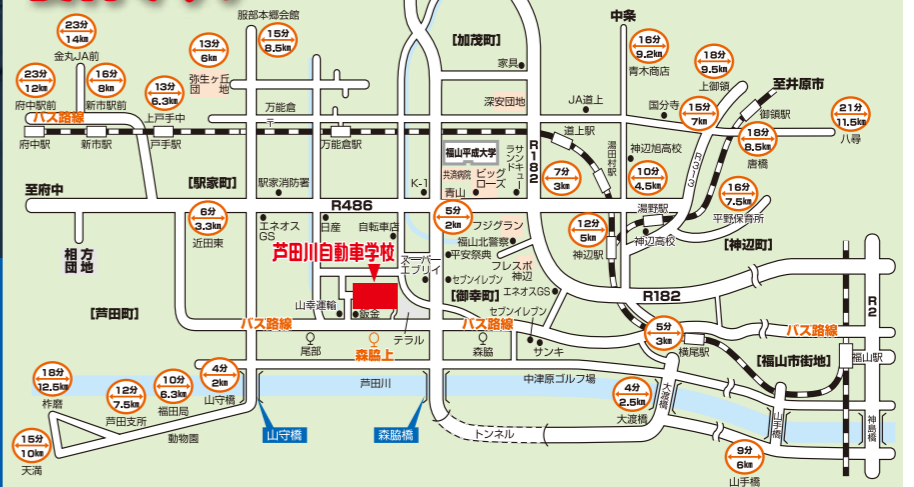 23分
14km
金丸JA前
服部本郷会館
15分
8.5km
13分
6km
弥生ヶ丘
団地
23分
12km
府中駅前
16分
8km
新市駅前
13分
6.3km
上戸手中
バス路線
府中駅
新市駅
戸手駅
万能倉
〒
万能倉駅
[加茂町]
家具
深安団地
福山平成大学
共済病院
青山
ビッグ
ローズ
サンキュー
ランド
R182
K-1
中条
16分
9.2km
青木商店
18分
9.5km
上御領
至井原市
JA道上
国分寺
15分
7km
御領駅
21分
11.5km
八尋
18分
8.5km
唐橋
道上駅
湯田村駅
神辺旭高校
R313
7分
3km
10分
4.5km
16分
7.5km
平野保育所
湯野駅
神辺高校
12分
5km
神辺駅
[神辺町]
至府中
[駅家町]
駅家消防署
R486
6分
3.3km
近田東
エネオス
GS
日産
自転車店
5分
2km
フジグラン
福山北警察
平安祭典
フレスポ
神辺
セブンイレブン
エネオスGS
相方
団地
芦田川自動車学校
スーパー
エブリイ
[御幸町]
山幸運輸
鈑金
テラル
セブンイレブン
サンキ
R182
R2
[芦田町]
バス路線
尾部
森脇上
バス路線
森脇
5分
3km
横尾駅
バス路線
[福山市街地]
福山駅
18分
12.5km
柞磨
12分
7.5km
芦田支所
10分
6.3km
福田局
4分
2km
山守橋
芦田川
中津原ゴルフ場
4分
2.5km
大渡橋
大渡橋
山手橋
神島橋
15分
10km
天満
動物園
山守橋
森脇橋
トンネル
9分
6km
山手橋